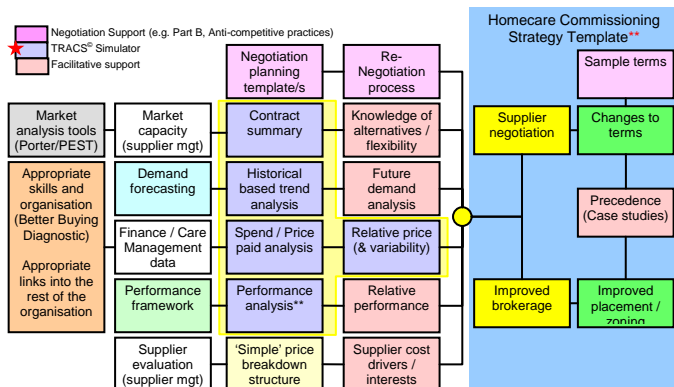 Negotiation Support (e.g. Part B, Anti-competitive practices)
TRACS© Simulator
Facilitative support
Homecare Commissioning
Strategy Template**
Negotiation
planning
template/s
Re-
Negotiation
process
Sample terms
Market
analysis tools
(Porter/PEST)
Market
capacity
(supplier mgt)
Contract
summary
Knowledge of
alternatives /
flexibility
Supplier
negotiation
Changes to
terms
Appropriate
skills and
organisation
(Better Buying
Diagnostic)
Appropriate
links into the
rest of the
organisation
Demand
forecasting
Historical
based trend
analysis
Future
demand
analysis
Precedence
(Case studies)
Finance / Care
Management
data
Spend / Price
paid analysis
Relative price
(& variability)
Performance
framework
Performance
analysis**
Relative
performance
Improved
brokerage
Improved
placement /
zoning
Supplier
evaluation
(supplier mgt)
‘Simple’ price
breakdown
structure
Supplier cost
drivers /
interests